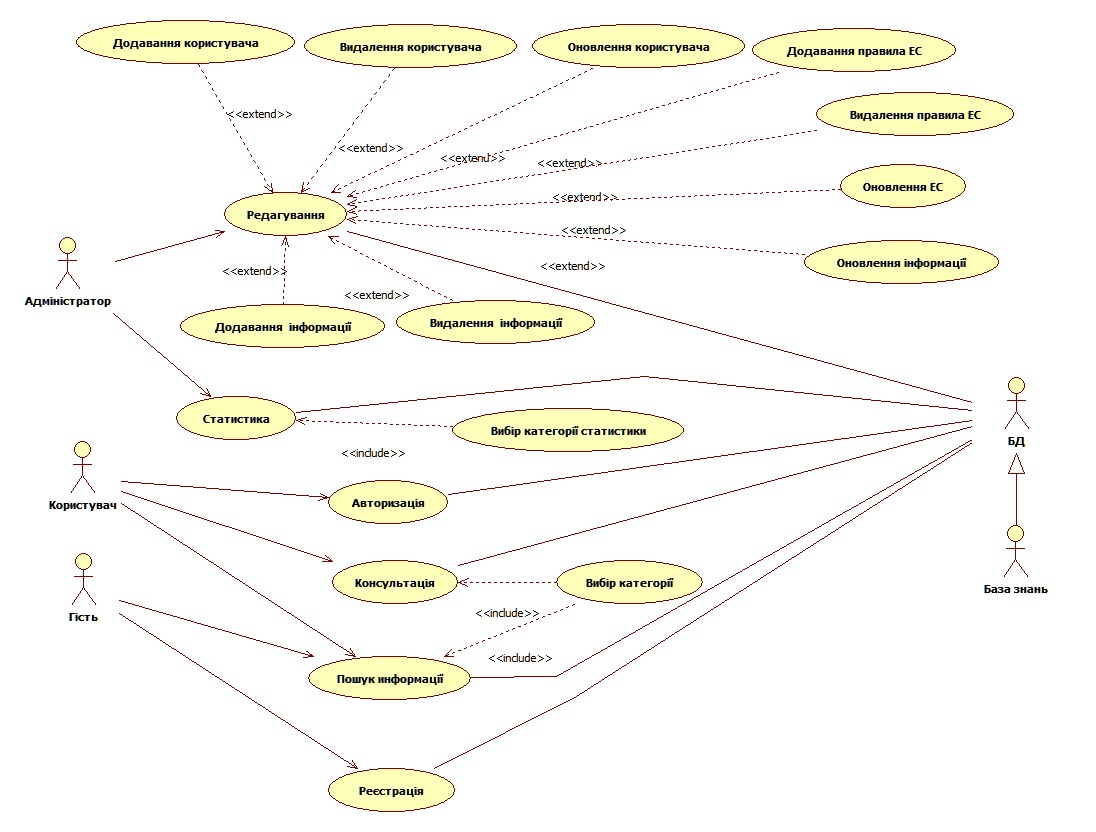 Додавання користувача
Видалення користувача
Оновлення користувача
Додавання правила ЕС
Видалення правила ЕС
<<extend>>
<<extend>>
<<extend>>
<<extend>>
Оновлення ЕС
<<extend>>
Редагування
<<extend>>
Оновлення інформації
<<extend>>
<<extend>>
<<extend>>
Адміністратор
Додавання інформації
Видалення інформації
Статистика
Вибір категорії статистики
БД
<<include>>
Користувач
Авторизація
Консультація
Вибір категорії
База знань
<<include>>
Гість
<<include>>
Пошук информації
Реєстрація